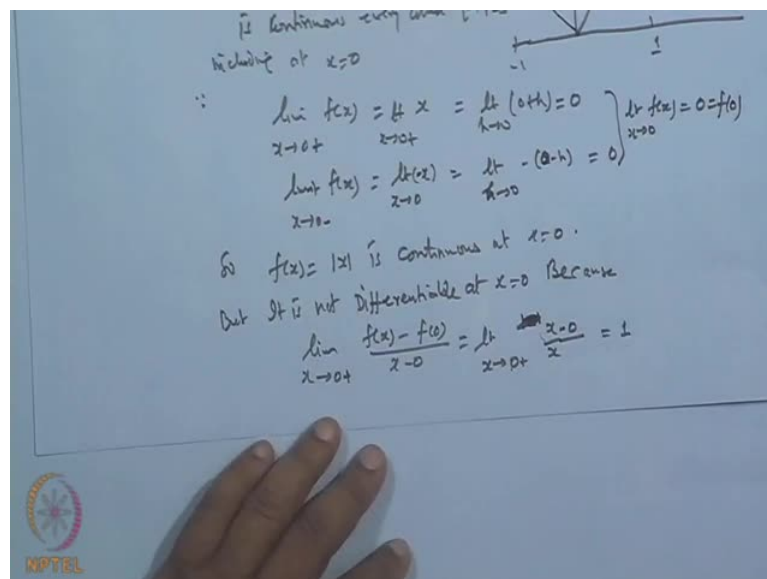 is continuous every where
-1
1
including at x=0
∵ lim f(x) = lt x = lt (0+h)=0
x→0+ x→0+ h→0
lt f(x) = 0 = f(0)
x→0
limit f(x) = lt(-x) = lt -(0-h) = 0
x→0- x→0 h→0
So f(x)= |x| is continuous at x=0.
But It is not Differentiable at x=0 Because
lim f(x)-f(0) / x-0 = lt x-0 / x = 1
x→0+ x→0+
NPTEL